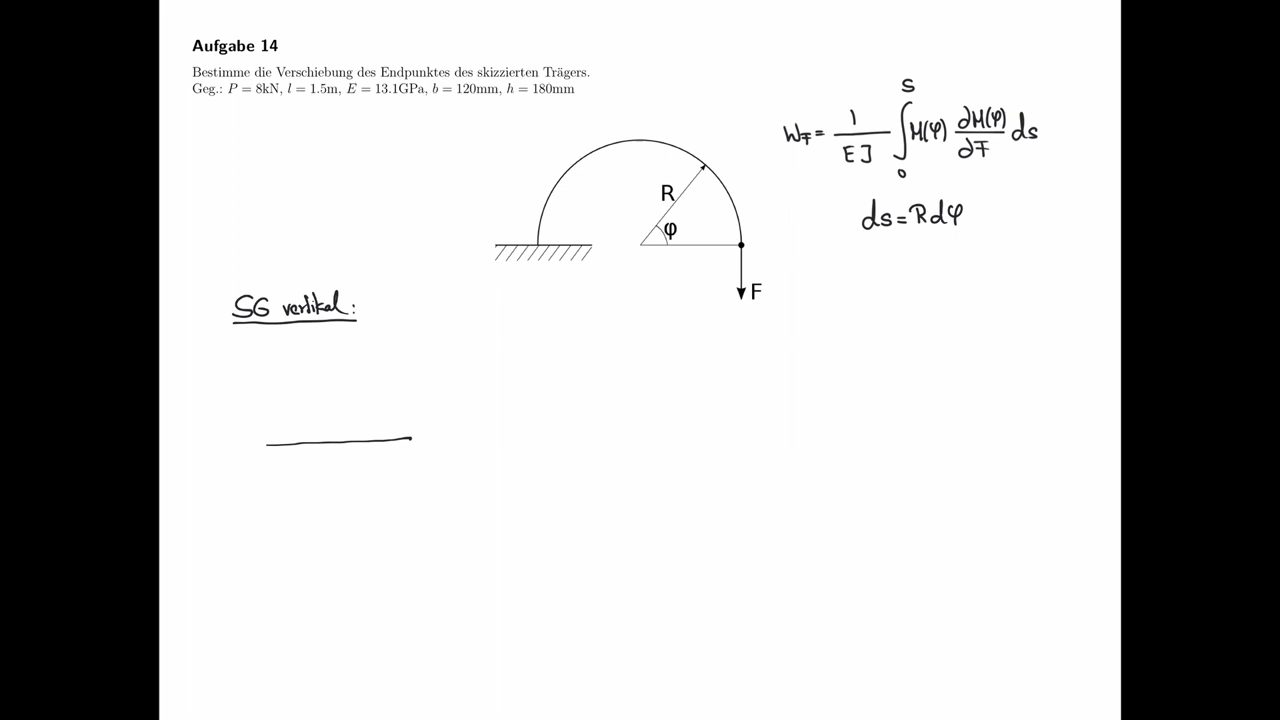 Aufgabe 14
Bestimme die Verschiebung des Endpunktes des skizzierten Trägers.
Geg.: P = 8kN, l = 1.5m, E = 13.1GPa, b = 120mm, h = 180mm
W_F = 1/(EJ) ∫₀ˢ M(φ) ∂M(φ)/∂F ds
ds = R dφ
R
φ
F
SG vertikal: